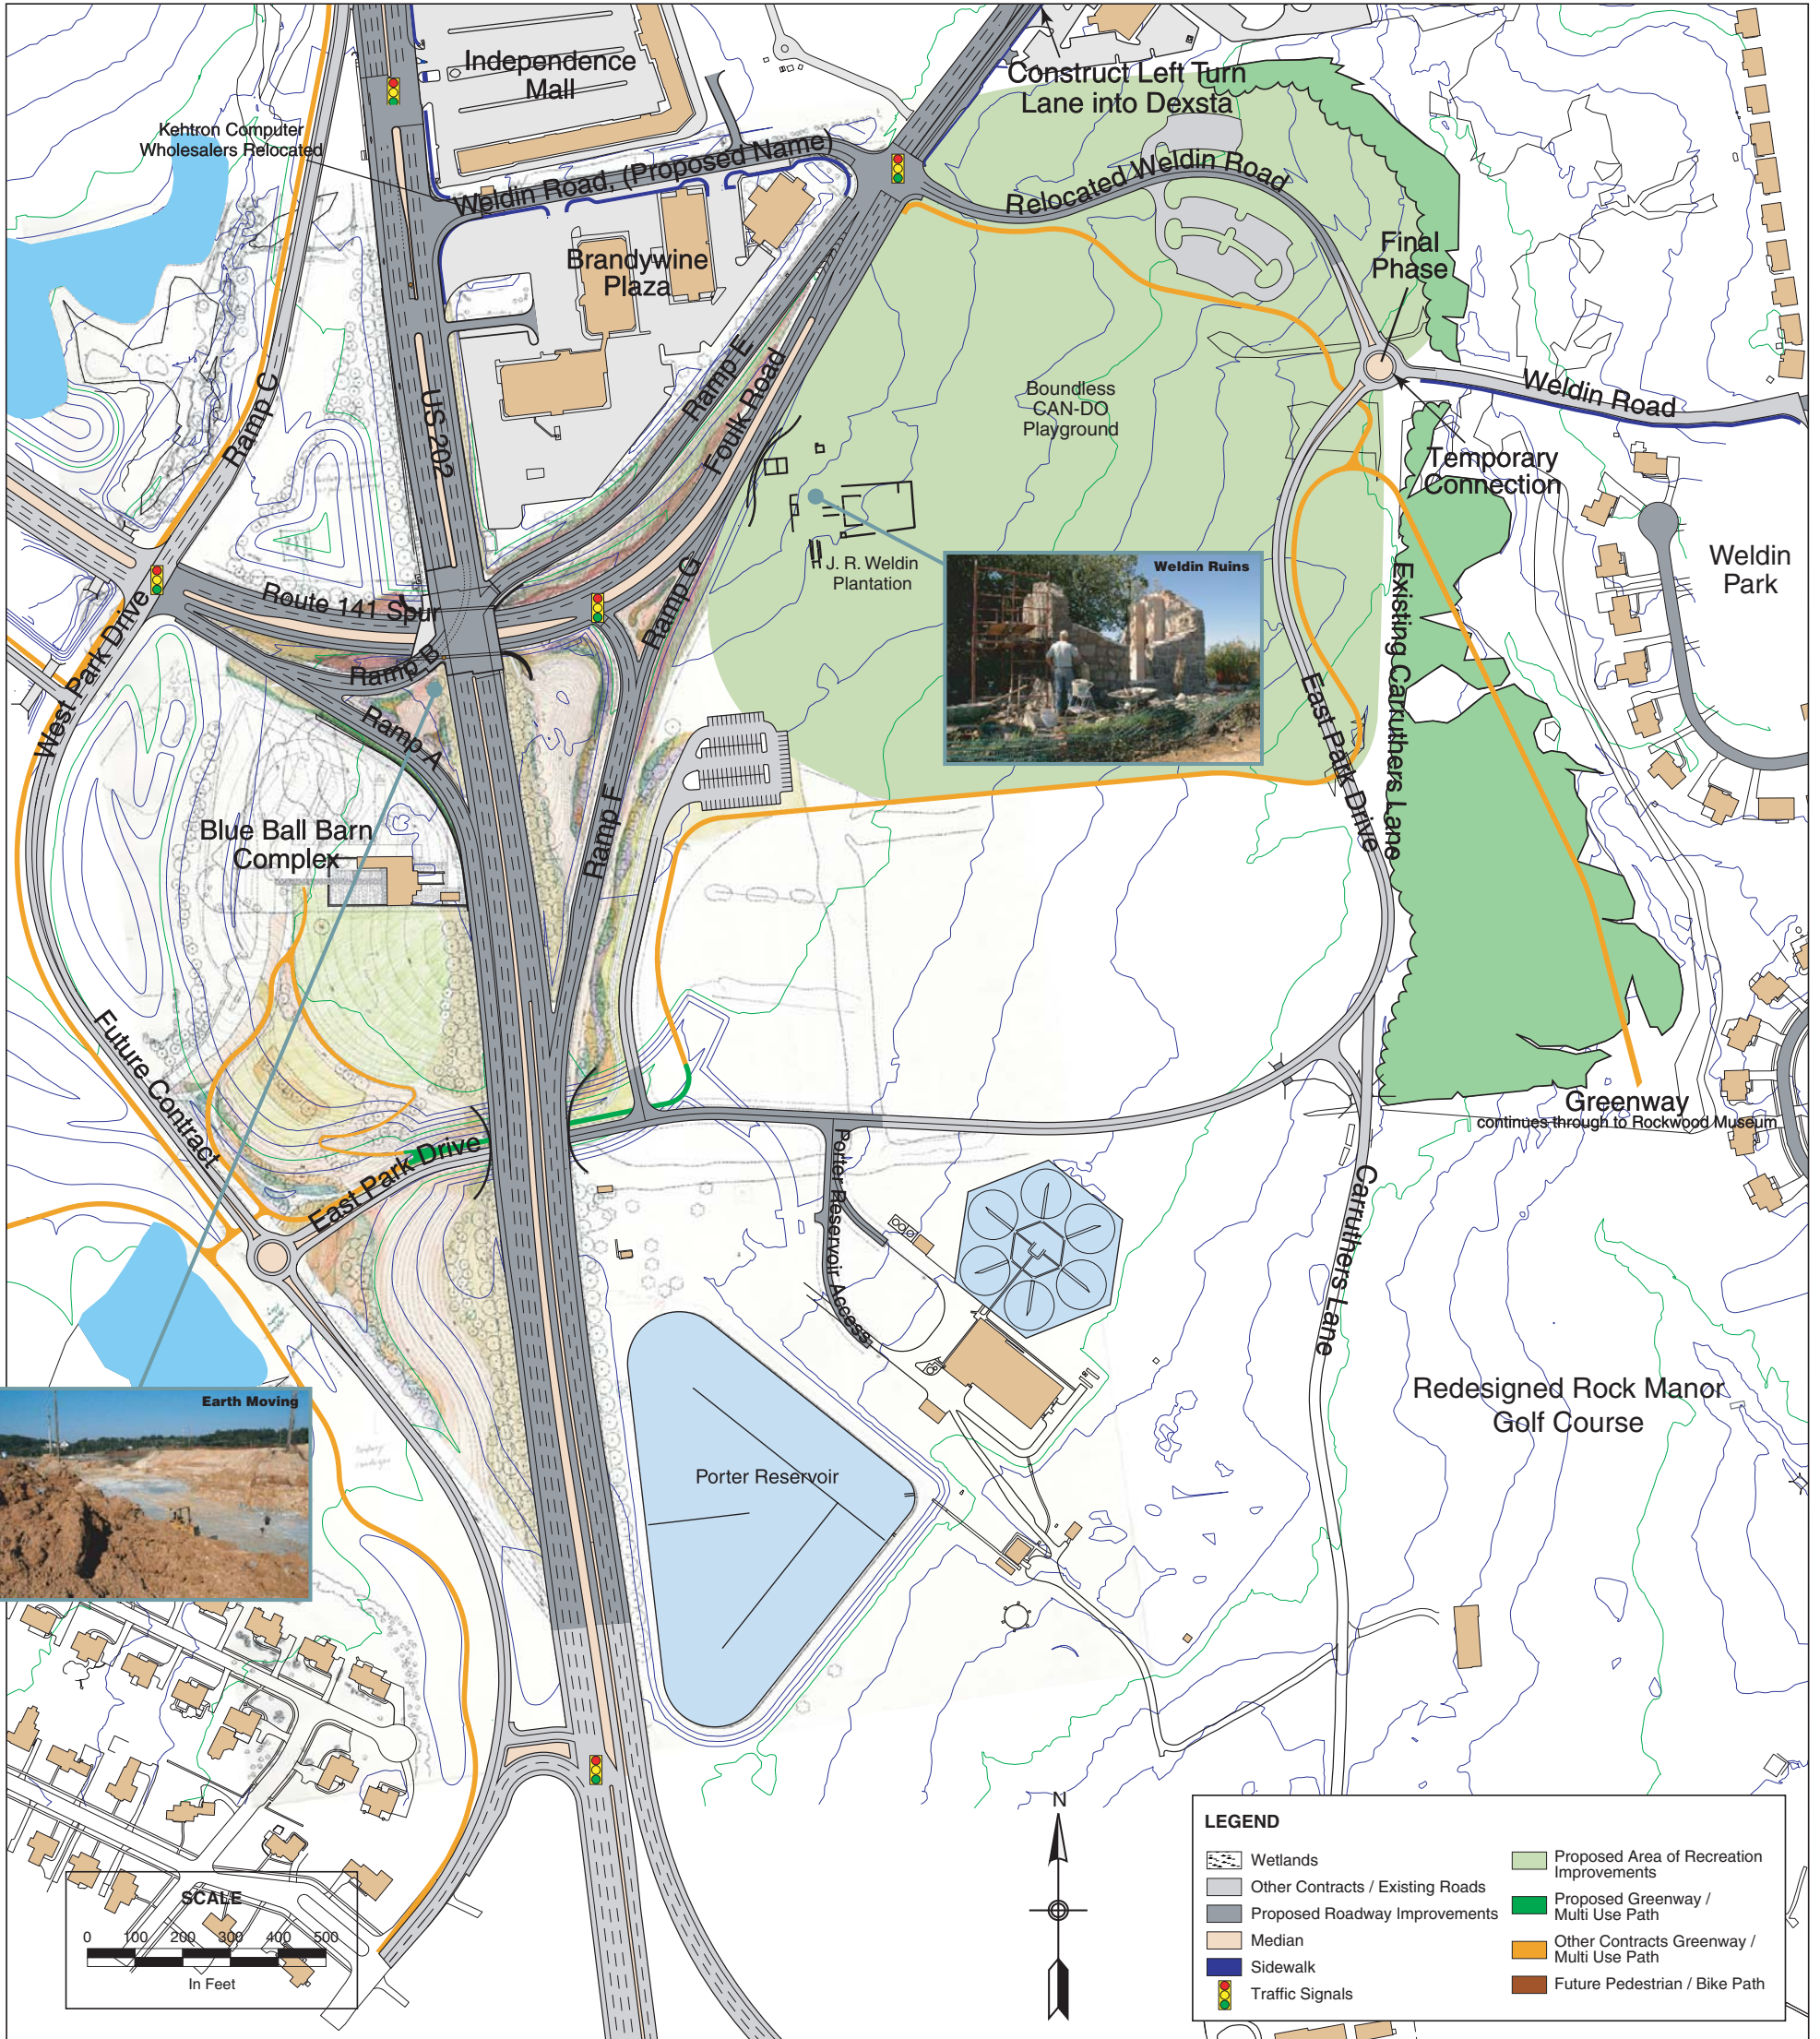 Independence
Mall
Construct Left Turn
Lane into Dexsta
Kehtron Computer
Wholesalers Relocated
Weldin Road, (Proposed Name)
Relocated Weldin Road
Final
Phase
Brandywine
Plaza
Ramp E
Foulk Road
Ramp C
US 202
Boundless
CAN-DO
Playground
Weldin Road
Temporary
Connection
Weldin
Park
J. R. Weldin
Plantation
Weldin Ruins
Ramp G
Route 141 Spur
Ramp B
Ramp A
West Park Drive
Existing Carruthers Lane
East Park Drive
Ramp F
Blue Ball Barn
Complex
Future Contract
East Park Drive
Greenway
continues through to Rockwood Museum
Porter Reservoir Access
Carruthers Lane
Redesigned Rock Manor
Golf Course
Earth Moving
Porter Reservoir
N
SCALE
0 100 200 300 400 500
In Feet
LEGEND
Wetlands
Other Contracts / Existing Roads
Proposed Roadway Improvements
Median
Sidewalk
Traffic Signals
Proposed Area of Recreation
Improvements
Proposed Greenway /
Multi Use Path
Other Contracts Greenway /
Multi Use Path
Future Pedestrian / Bike Path